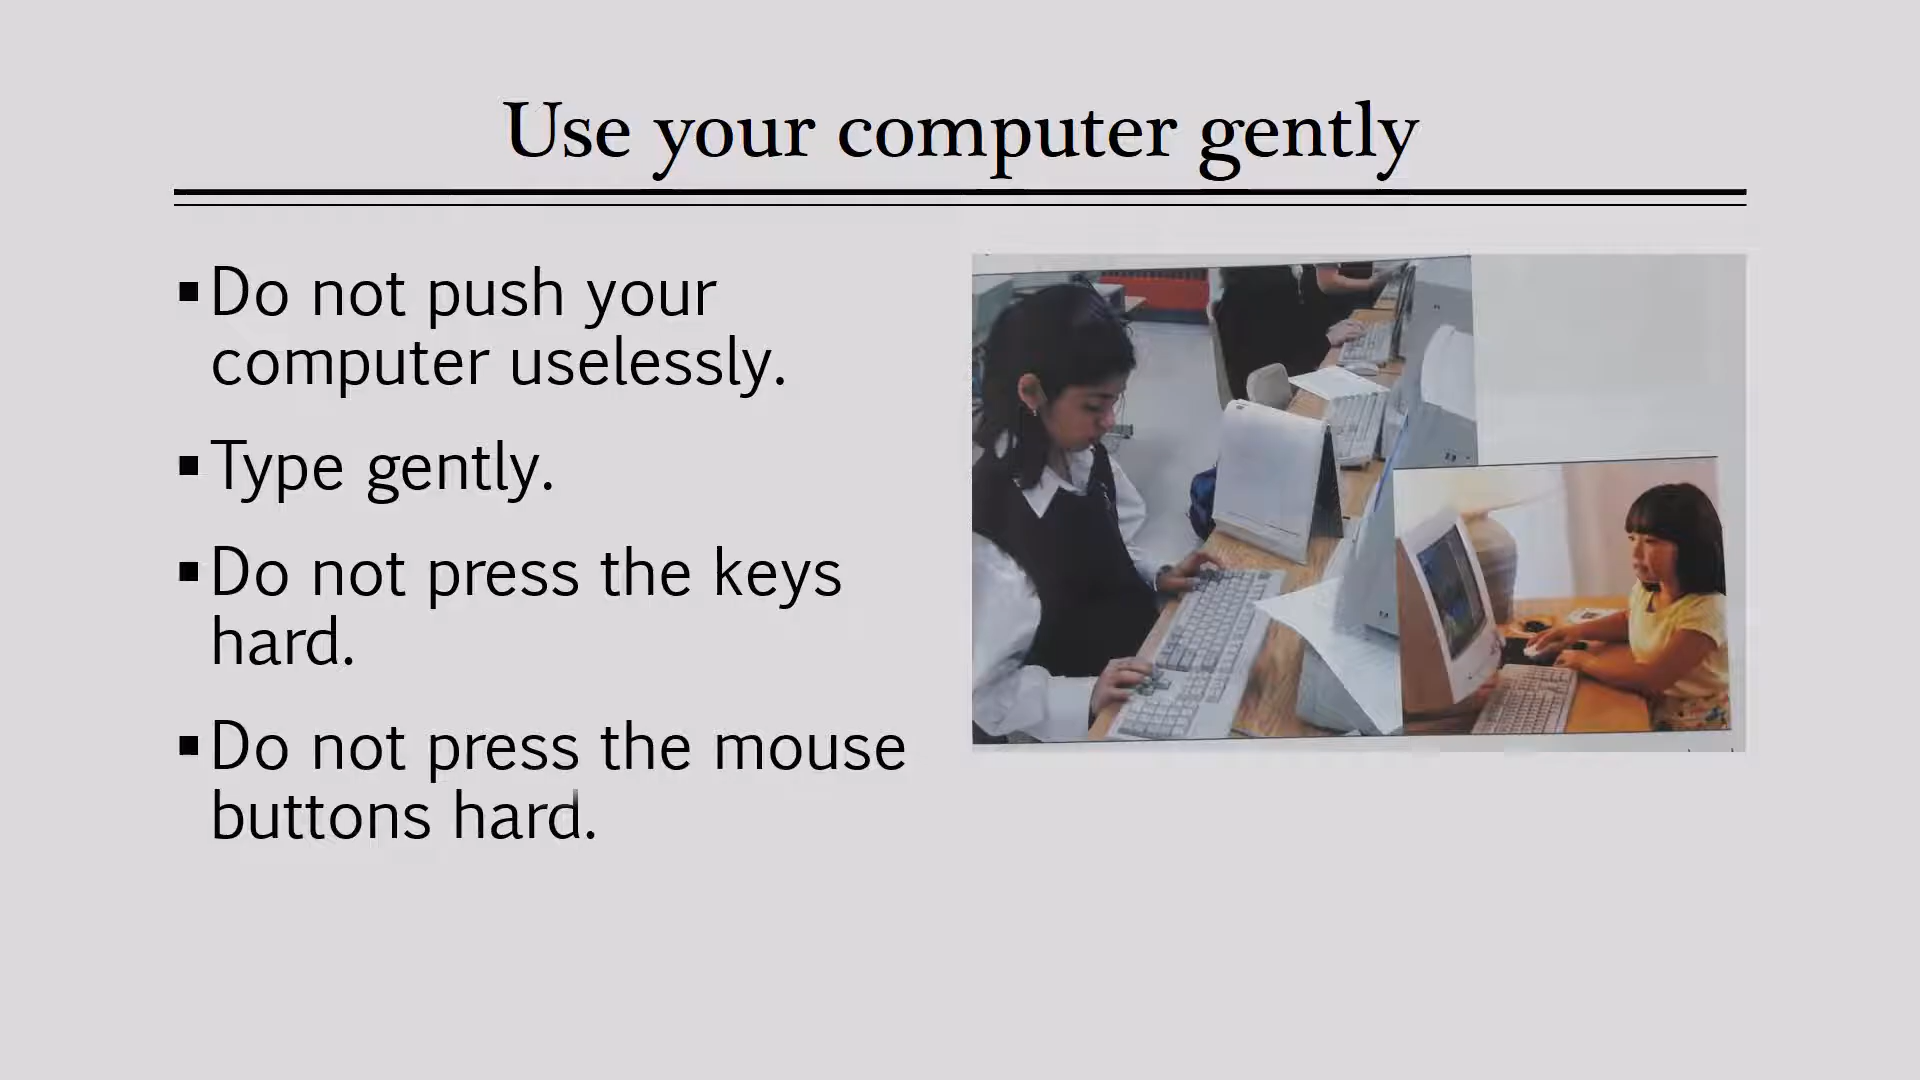 Use your computer gently
▪Do not push your
computer uselessly.
▪Type gently.
▪Do not press the keys
hard.
▪Do not press the mouse
buttons hard.